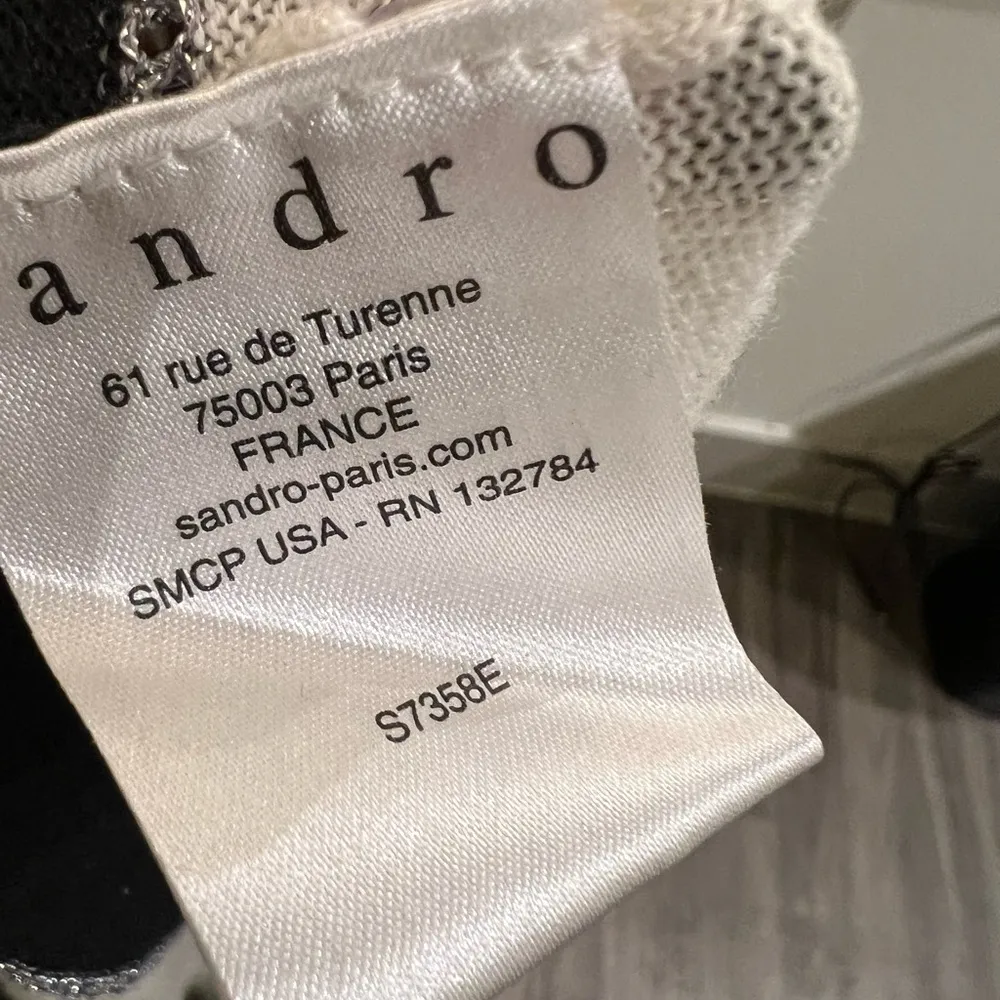 andro
61 rue de Turenne
75003 Paris
FRANCE
sandro-paris.com
SMCP USA - RN 132784
S7358E